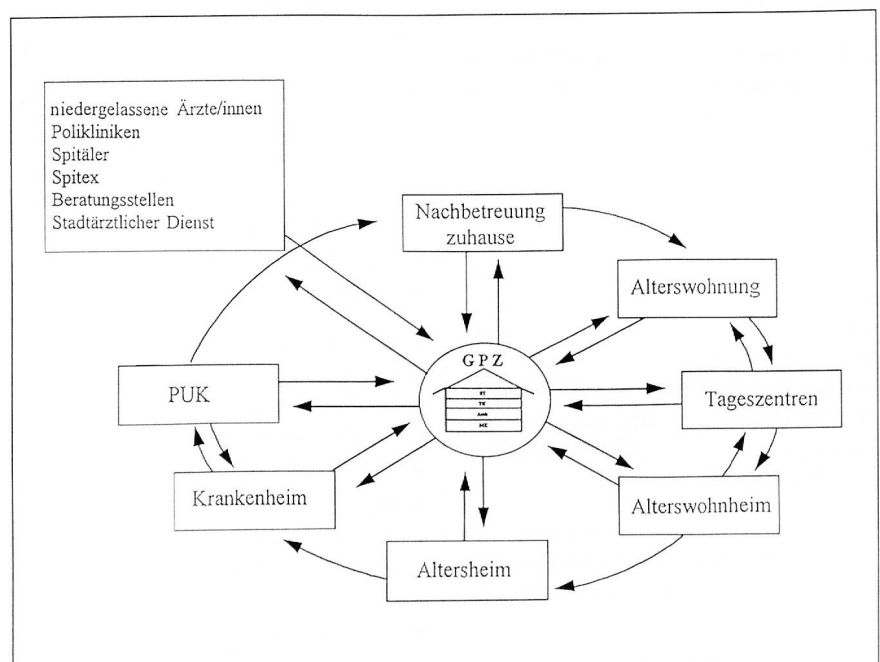 niedergelassene Ärzte/innen
Polikliniken
Spitäler
Spitex
Beratungsstellen
Stadtärztlicher Dienst
Nachbetreuung
zuhause
Alterswohnung
GPZ
PUK
Tageszentren
Krankenheim
Alterswohnheim
Altersheim